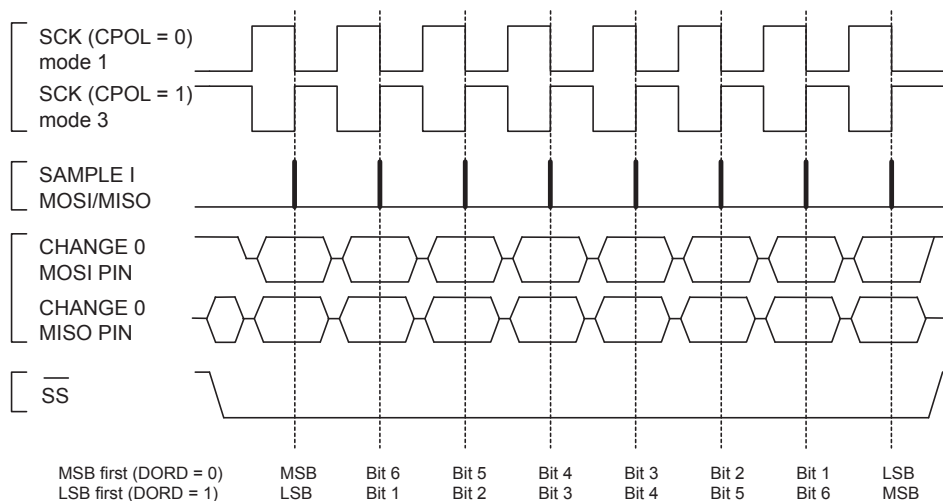 SCK (CPOL = 0)
mode 1
SCK (CPOL = 1)
mode 3
SAMPLE I
MOSI/MISO
CHANGE 0
MOSI PIN
CHANGE 0
MISO PIN
SS
MSB first (DORD = 0) MSB Bit 6 Bit 5 Bit 4 Bit 3 Bit 2 Bit 1 LSB
LSB first (DORD = 1) LSB Bit 1 Bit 2 Bit 3 Bit 4 Bit 5 Bit 6 MSB